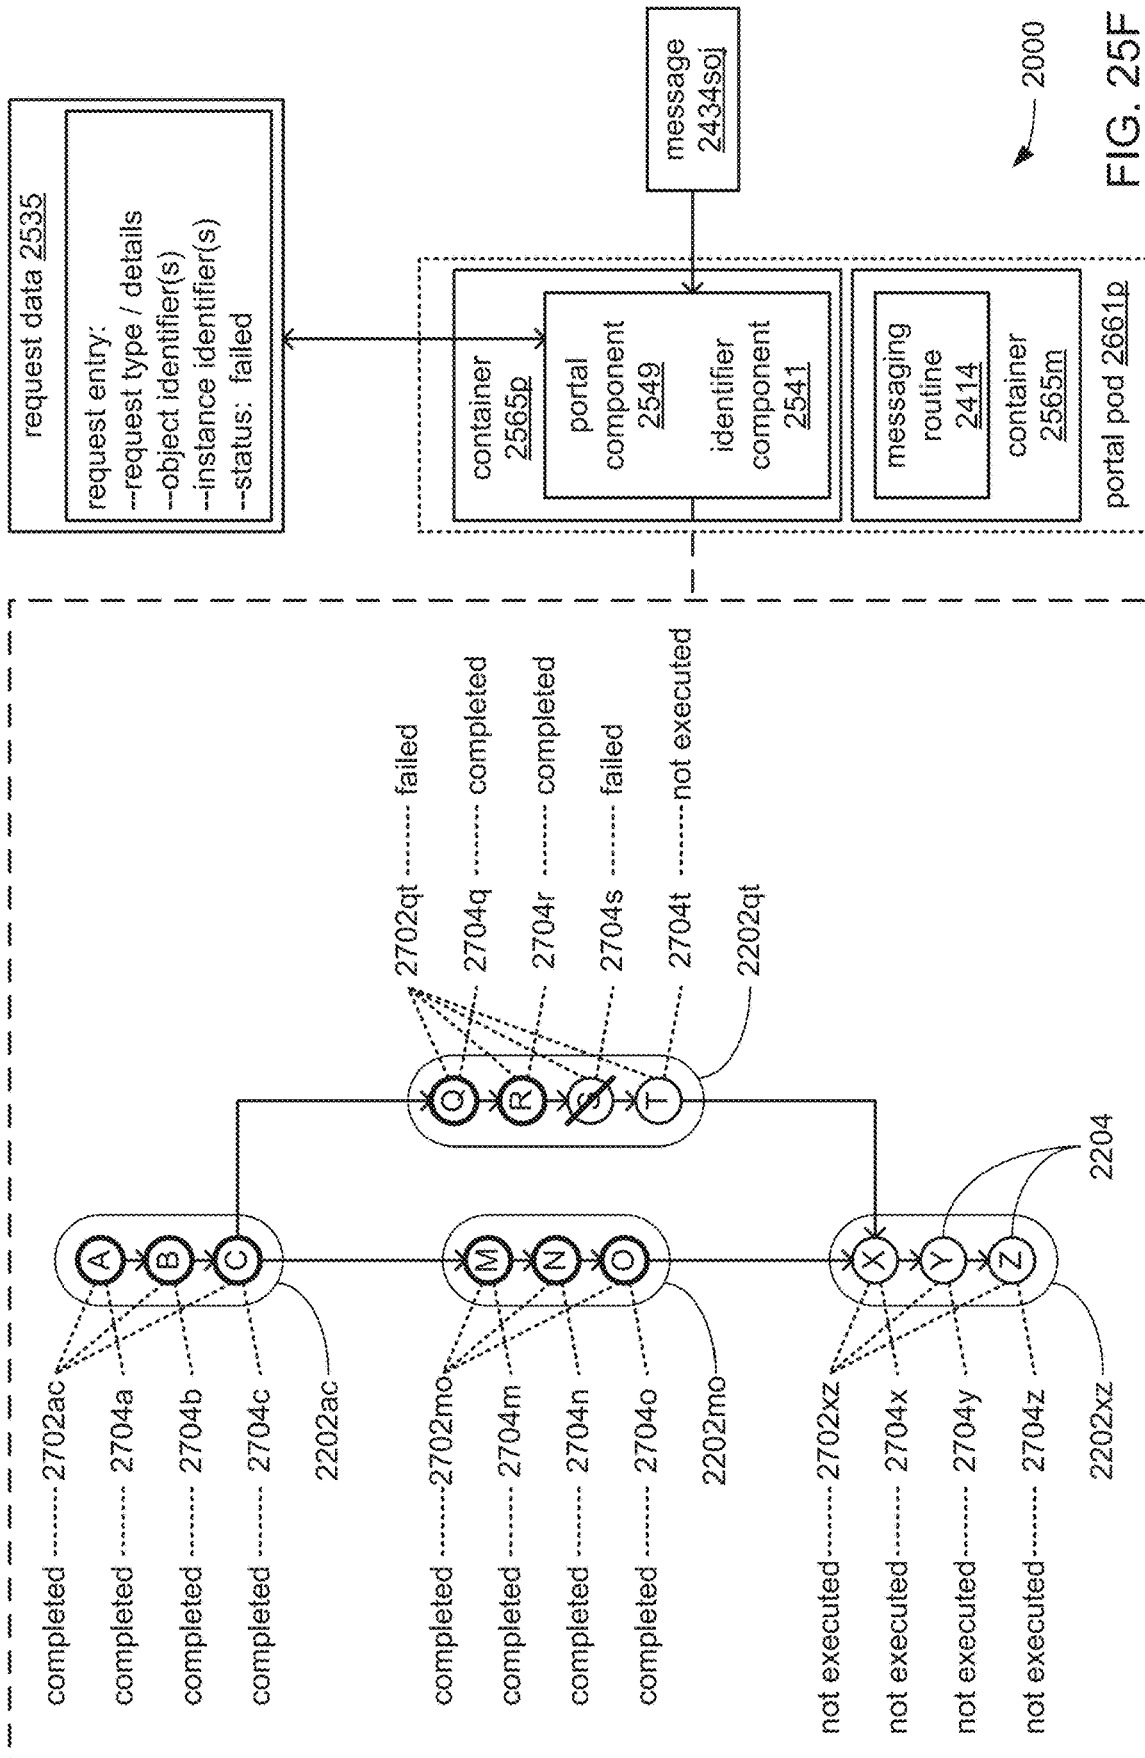 request data 2535
request entry:
--request type / details
--object identifier(s)
--instance identifier(s)
--status: failed
container
2565p
portal
component
2549
identifier
component
2541
messaging
routine
2414
container
2565m
portal pod 2661p
message
2434soj
2000
FIG. 25F
completed 2702ac
completed 2704a
completed 2704b
completed 2704c
2202ac
A
B
C
completed 2702mo
completed 2704m
completed 2704n
completed 2704o
2202mo
M
N
O
2702qt failed
2704q completed
2704r completed
2704s failed
2704t not executed
2202qt
Q
R
S
T
not executed 2702xz
not executed 2704x
not executed 2704y
not executed 2704z
2202xz
X
Y
Z
2204